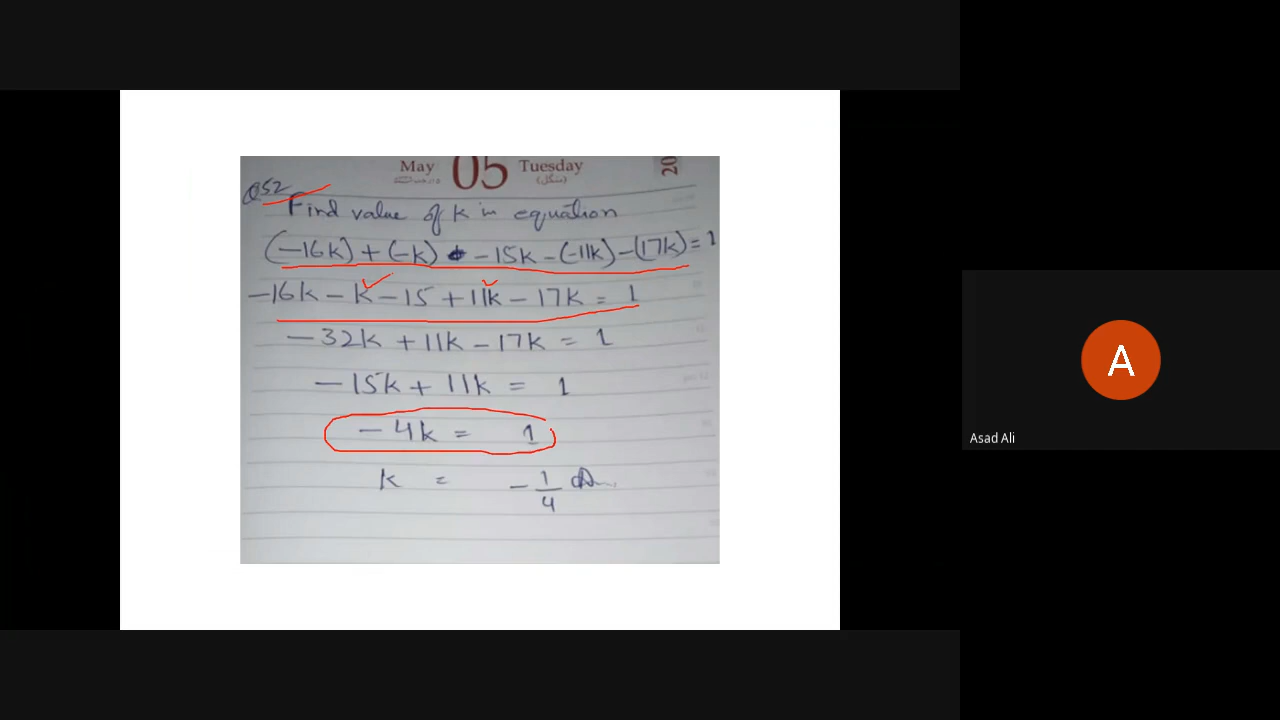 May 05 Tuesday 20
Q52
Find value of k in equation
(-16k) + (-k) - 15k - (-11k) - (17k) = 1
-16k - k - 15 + 11k - 17k = 1
-32k + 11k - 17k = 1
-15k + 11k = 1
-4k = 1
k = -1/4
A
Asad Ali